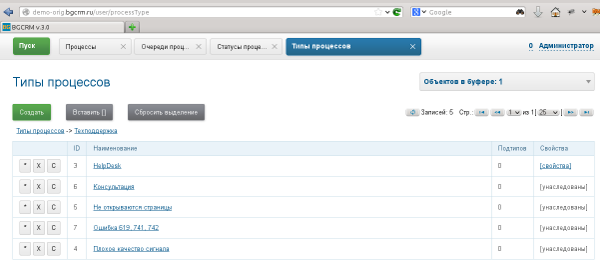 demo-orig.bgcrm.ru/user/processType
Google
BGCRM v.3.0
Пуск
Процессы
Очереди проц...
Статусы проце...
Типы процессов
0 Администратор
Типы процессов
Объектов в буфере: 1
Создать
Вставить []
Сбросить выделение
Записей: 5 Стр.: 1 из 1 [ 25 ]
Типы процессов -> Техподдержка
ID Наименование Подтипов Свойства
* X C 3 HelpDesk 0 [свойства]
* X C 6 Консультация 0 [унаследованы]
* X C 5 Не открываются страницы 0 [унаследованы]
* X C 7 Ошибка 619, 741, 742 0 [унаследованы]
* X C 4 Плохое качество сигнала 0 [унаследованы]